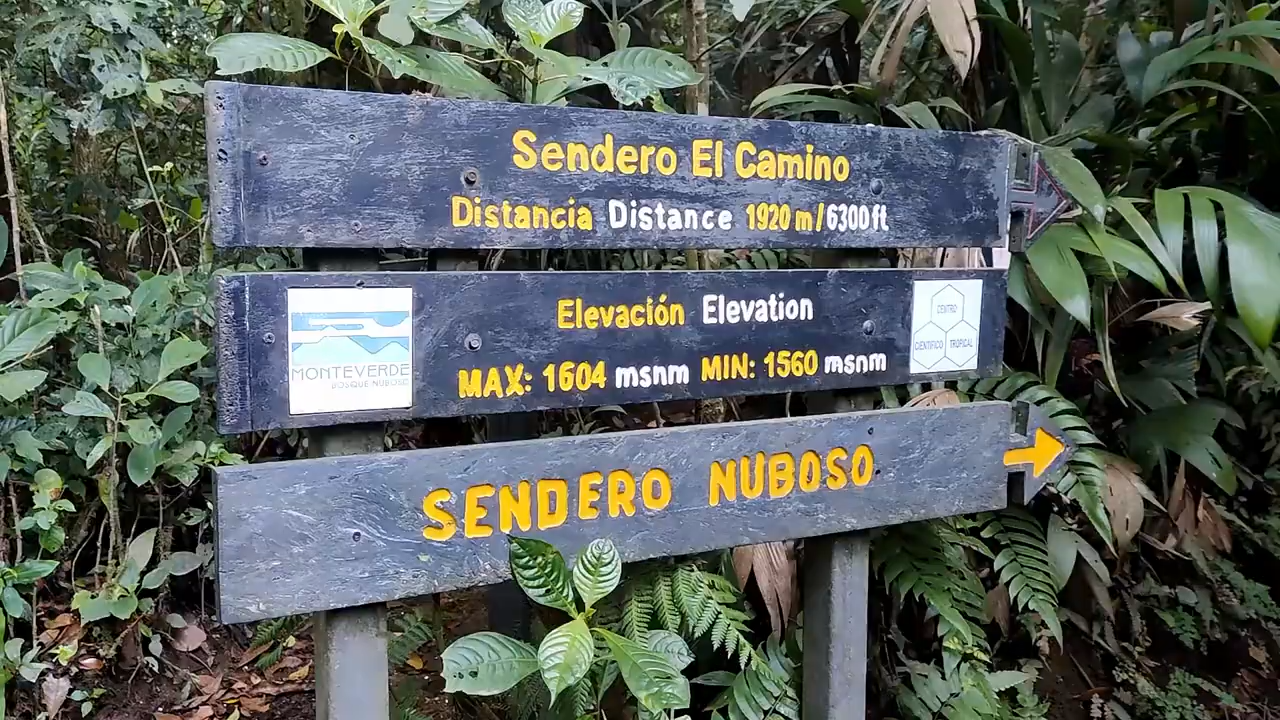 Sendero El Camino
Distancia Distance 1920 m/6300 ft
Elevación Elevation
MAX: 1604 msnm MIN: 1560 msnm
MONTEVERDE
BOSQUE NUBOSO
CENTRO
CIENTIFICO TROPICAL
SENDERO NUBOSO